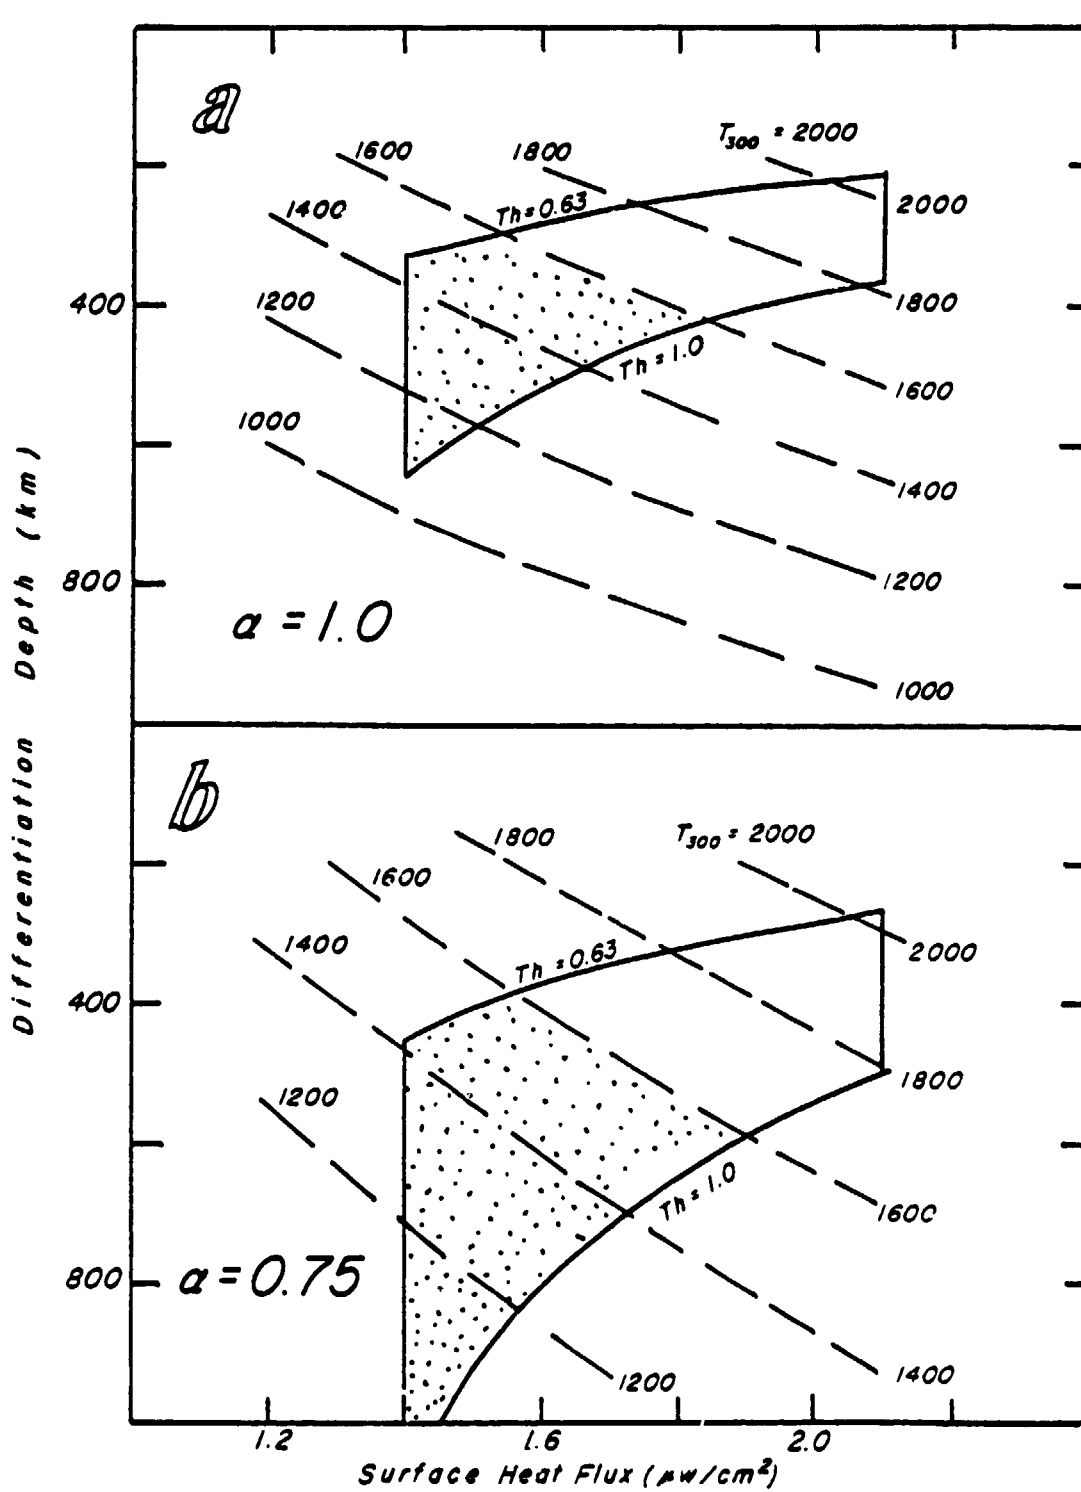 a
1600
1800
T300 = 2000
1400
Th=0.63
2000
1200
400
1800
Th = 1.0
1600
1000
1400
800
1200
α = 1.0
1000
Differentiation Depth (km)
b
1800
T300 = 2000
1600
1400
Th = 0.63
2000
400
1200
1800
Th = 1.0
1600
800
α = 0.75
1200
1400
1.2
1.6
2.0
Surface Heat Flux (μw/cm²)